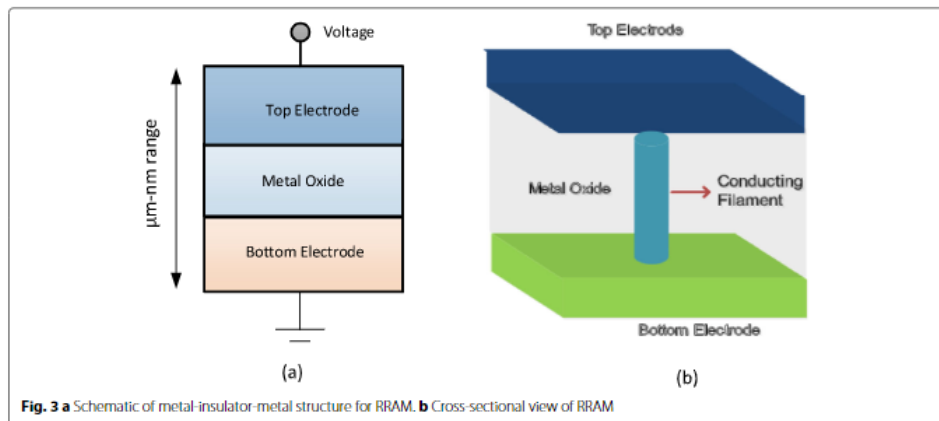 Voltage
Top Electrode
Metal Oxide
Bottom Electrode
µm-nm range
(a)
Top Electrode
Metal Oxide
Conducting
Filament
Bottom Electrode
(b)
Fig. 3 a Schematic of metal-insulator-metal structure for RRAM. b Cross-sectional view of RRAM